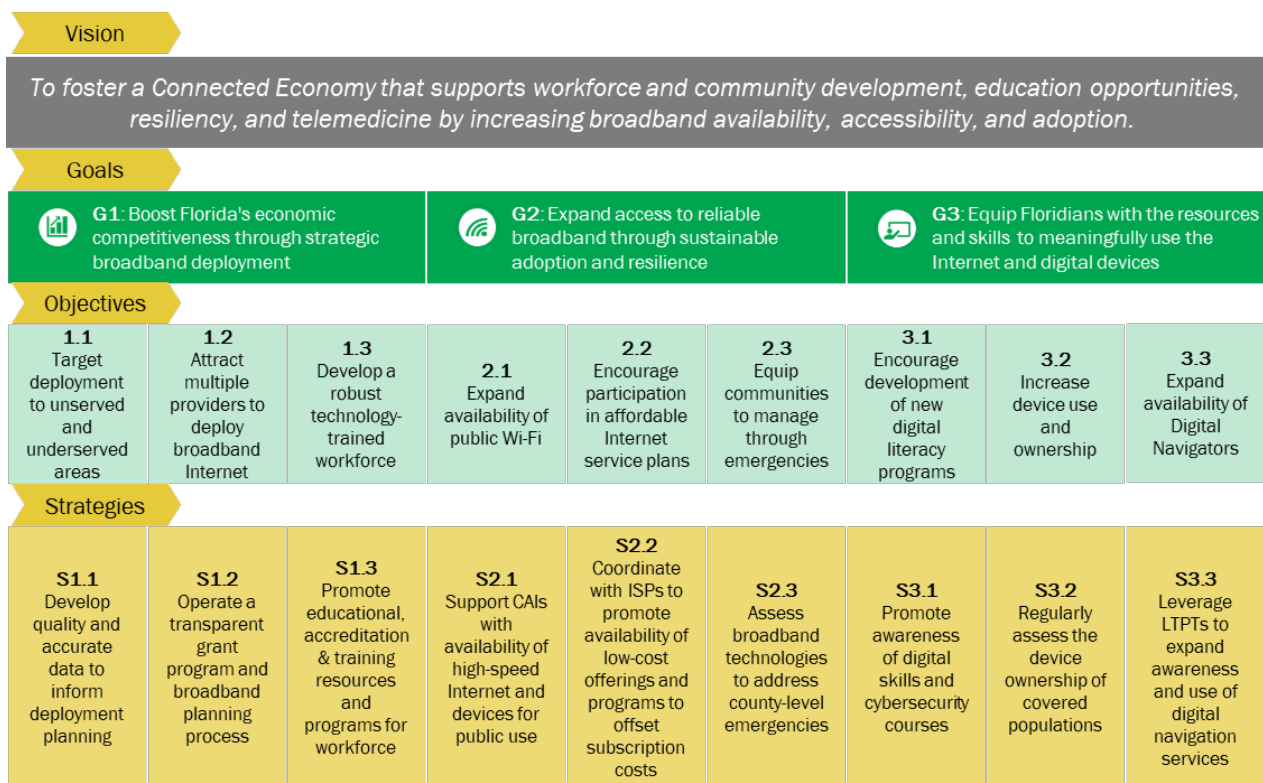 Vision
To foster a Connected Economy that supports workforce and community development, education opportunities,
resiliency, and telemedicine by increasing broadband availability, accessibility, and adoption.
Goals
G1: Boost Florida's economic
competitiveness through strategic
broadband deployment
G2: Expand access to reliable
broadband through sustainable
adoption and resilience
G3: Equip Floridians with the resources
and skills to meaningfully use the
Internet and digital devices
Objectives
1.1
Target
deployment
to unserved
and
underserved
areas
1.2
Attract
multiple
providers to
deploy
broadband
Internet
1.3
Develop a
robust
technology-
trained
workforce
2.1
Expand
availability of
public Wi-Fi
2.2
Encourage
participation
in affordable
Internet
service plans
2.3
Equip
communities
to manage
through
emergencies
3.1
Encourage
development
of new
digital
literacy
programs
3.2
Increase
device use
and
ownership
3.3
Expand
availability of
Digital
Navigators
Strategies
S1.1
Develop
quality and
accurate
data to
inform
deployment
planning
S1.2
Operate a
transparent
grant
program and
broadband
planning
process
S1.3
Promote
educational,
accreditation
& training
resources
and
programs for
workforce
S2.1
Support CAIs
with
availability of
high-speed
Internet and
devices for
public use
S2.2
Coordinate
with ISPs to
promote
availability of
low-cost
offerings and
programs to
offset
subscription
costs
S2.3
Assess
broadband
technologies
to address
county-level
emergencies
S3.1
Promote
awareness
of digital
skills and
cybersecurity
courses
S3.2
Regularly
assess the
device
ownership of
covered
populations
S3.3
Leverage
LTPTs to
expand
awareness
and use of
digital
navigation
services